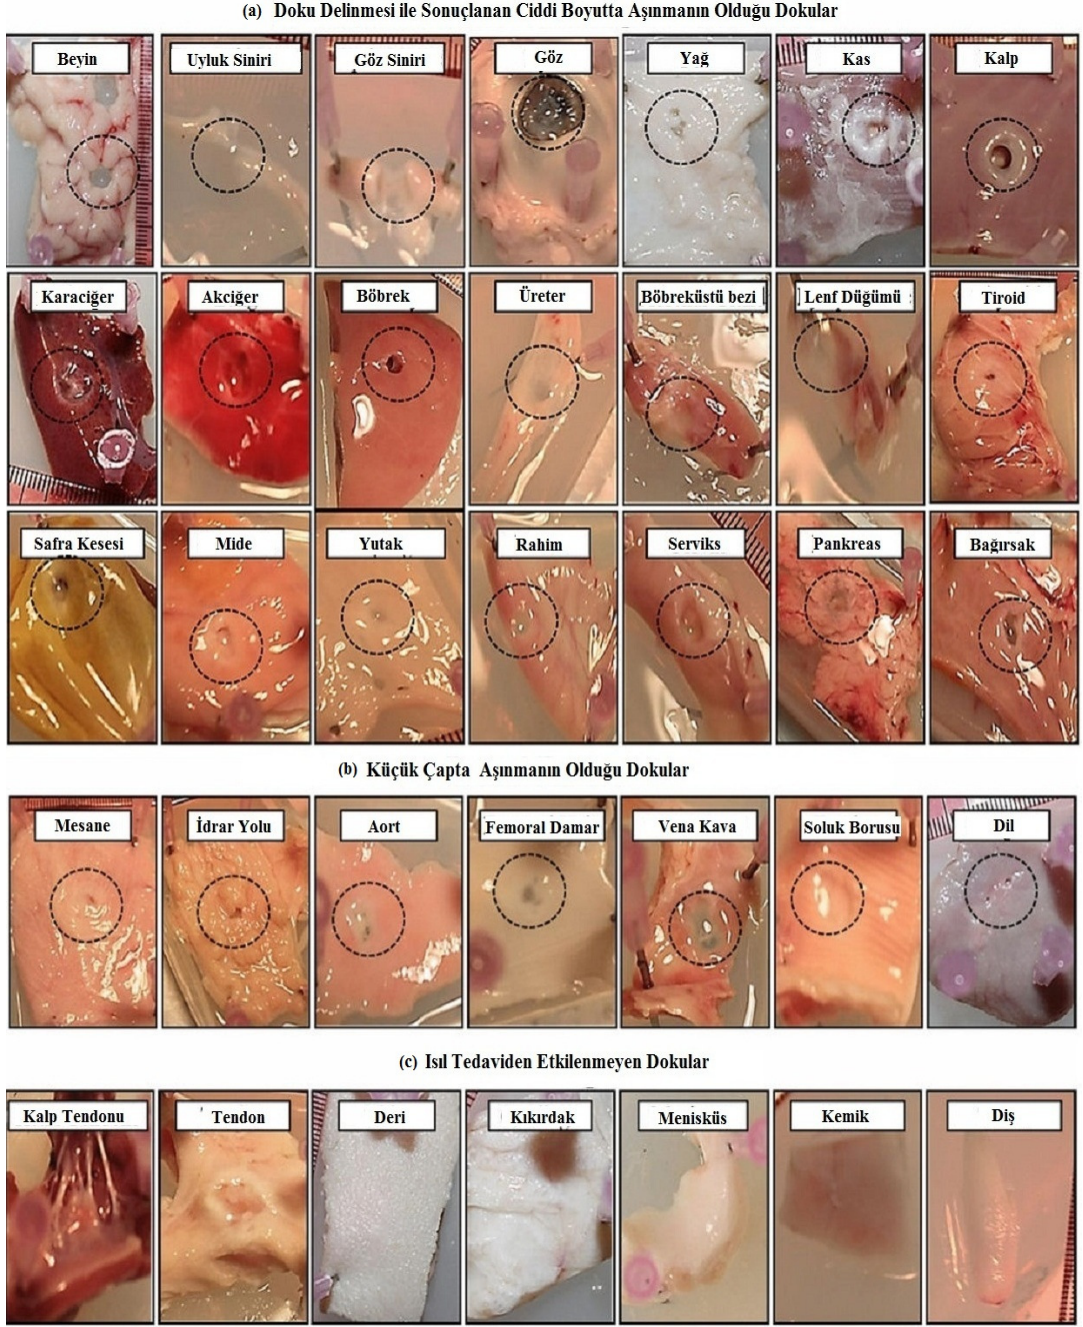 (a) Doku Delinmesi ile Sonuçlanan Ciddi Boyutta Aşınmanın Olduğu Dokular
Beyin
Uyluk Siniri
Göz Siniri
Göz
Yağ
Kas
Kalp
Karaciğer
Akciğer
Böbrek
Üreter
Böbreküstü bezi
Lenf Düğümü
Tiroid
Safra Kesesi
Mide
Yutak
Rahim
Serviks
Pankreas
Bağırsak
(b) Küçük Çapta Aşınmanın Olduğu Dokular
Mesane
İdrar Yolu
Aort
Femoral Damar
Vena Kava
Soluk Borusu
Dil
(c) Isıl Tedaviden Etkilenmeyen Dokular
Kalp Tendonu
Tendon
Deri
Kıkırdak
Menisküs
Kemik
Diş